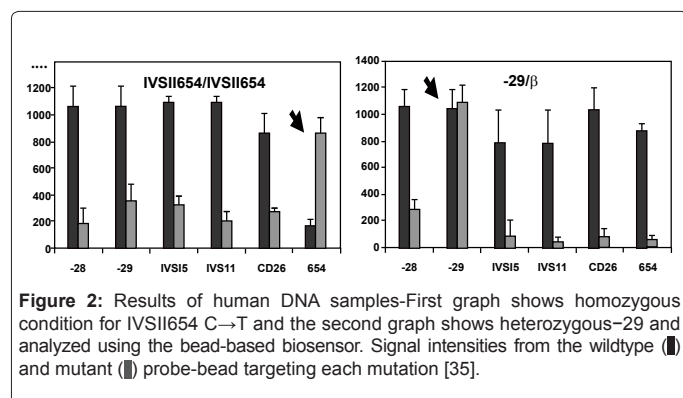 ....
1200
1000
800
600
400
200
0
IVSII654/IVSII654
-28 -29 IVSI5 IVS11 CD26 654
1400
1200
1000
800
600
400
200
0
-29/β
-28 -29 IVSI5 IVS11 CD26 654
Figure 2: Results of human DNA samples-First graph shows homozygous
condition for IVSII654 C→T and the second graph shows heterozygous−29 and
analyzed using the bead-based biosensor. Signal intensities from the wildtype (█)
and mutant (█) probe-bead targeting each mutation [35].